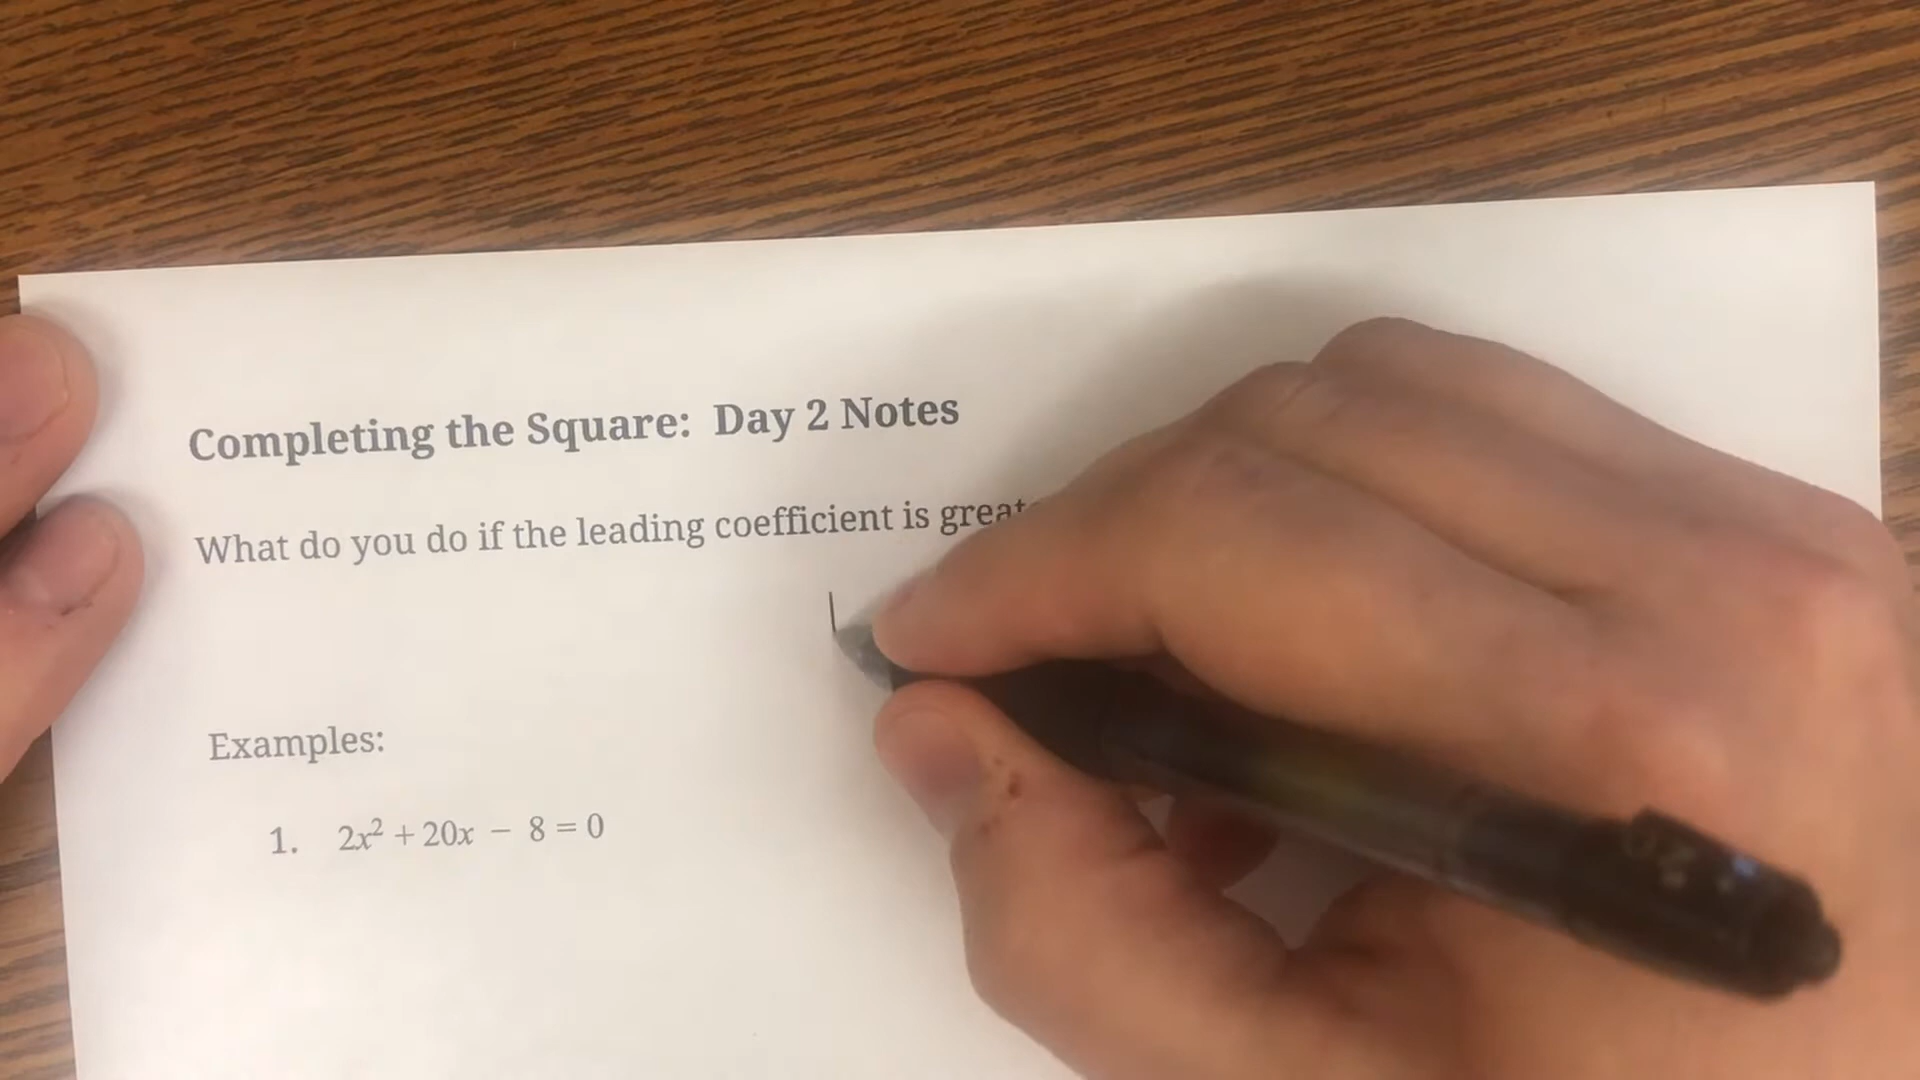 Completing the Square: Day 2 Notes
What do you do if the leading coefficient is
Examples:
1. 2x² + 20x − 8 = 0